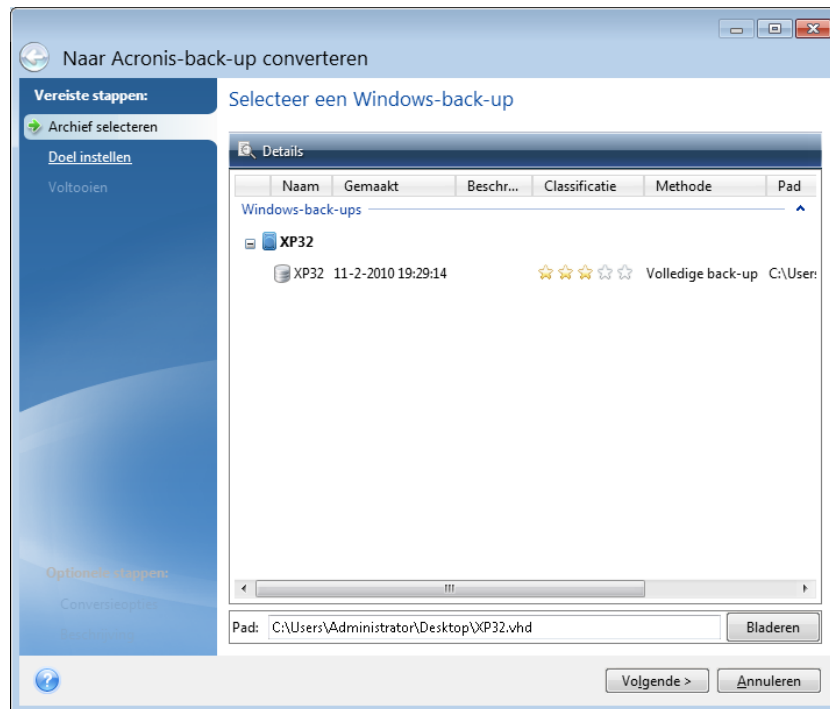 Naar Acronis-back-up converteren
Vereiste stappen:
Archief selecteren
Doel instellen
Voltooien
Optionele stappen:
Conversieopties
Selecteer een Windows-back-up
Details
Naam Gemaakt Beschr... Classificatie Methode Pad
Windows-back-ups
XP32
XP32 11-2-2010 19:29:14 Volledige back-up C:\User:
Pad: C:\Users\Administrator\Desktop\XP32.vhd Bladeren
Volgende > Annuleren